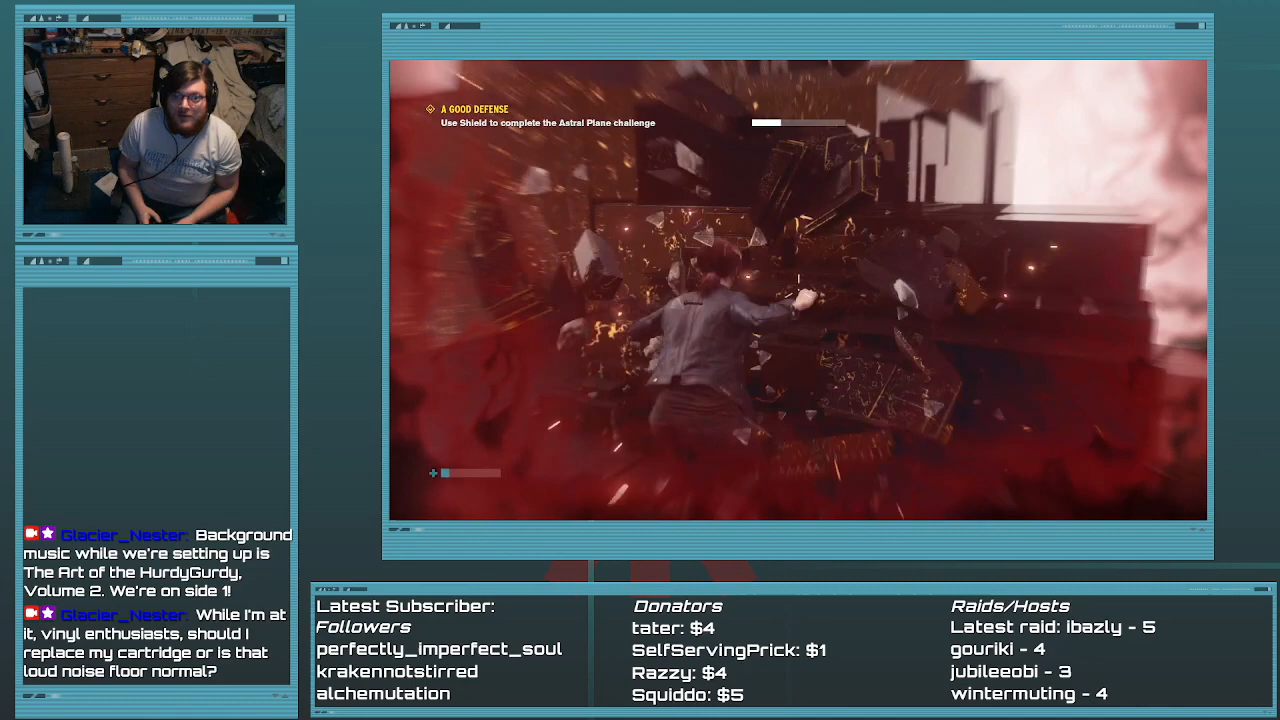 A GOOD DEFENSE
Use Shield to complete the Astral Plane challenge
Glacier_Nester: Background
music while we're setting up is
The Art of the HurdyGurdy,
Volume 2. We're on side 1!
Glacier_Nester: While I'm at
it, vinyl enthusiasts, should I
replace my cartridge or is that
loud noise floor normal?
Latest Subscriber:
Followers
perfectly_imperfect_soul
krakennotstirred
alchemutation
Donators
tater: $4
SelfServingPrick: $1
Razzy: $4
Squiddo: $5
Raids/Hosts
Latest raid: ibazly - 5
gouriki - 4
jubileeobi - 3
wintermuting - 4